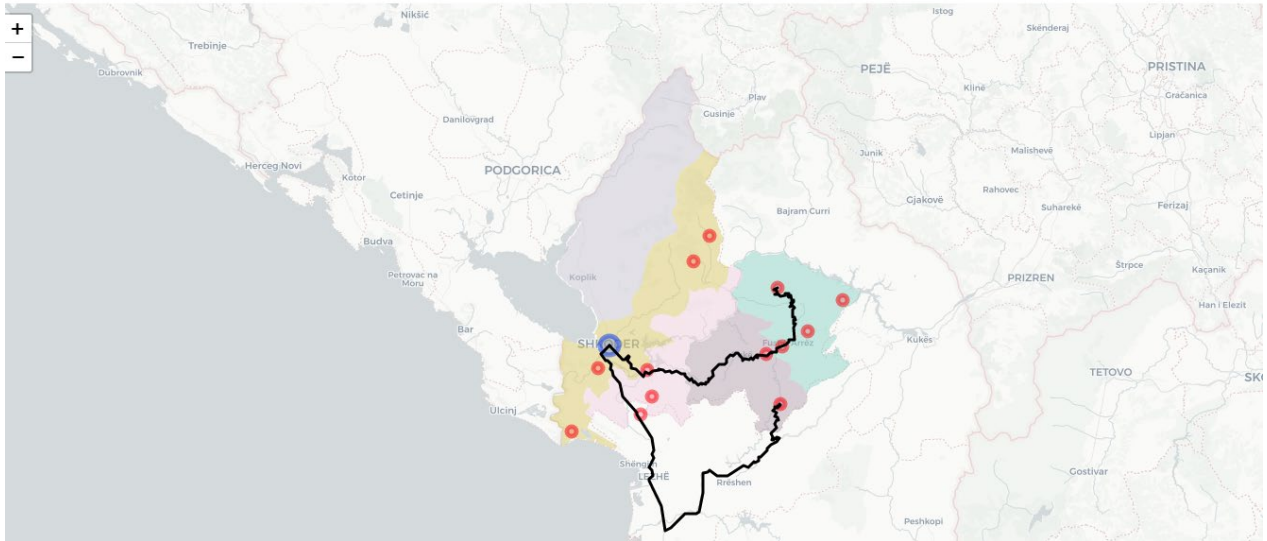 +
−
Nikšić
Istog
Skënderaj
Trebinje
Dubrovnik
PEJË
PRISTINA
Klinë
Gračanica
Plav
Gusinje
Danilovgrad
Lipjan
Malishevë
Junik
Herceg Novi
Kotor
PODGORICA
Cetinje
Rahovec
Gjakovë
Suharekë
Ferizaj
Bajram Curri
Budva
Petrovac na
Moru
Koplik
PRIZREN
Štrpce
Kaçanik
Han i Elezit
Bar
Kukës
TETOVO
Ulcinj
Shëngjin
LEZHË
Rrëshen
Gostivar
Peshkopi